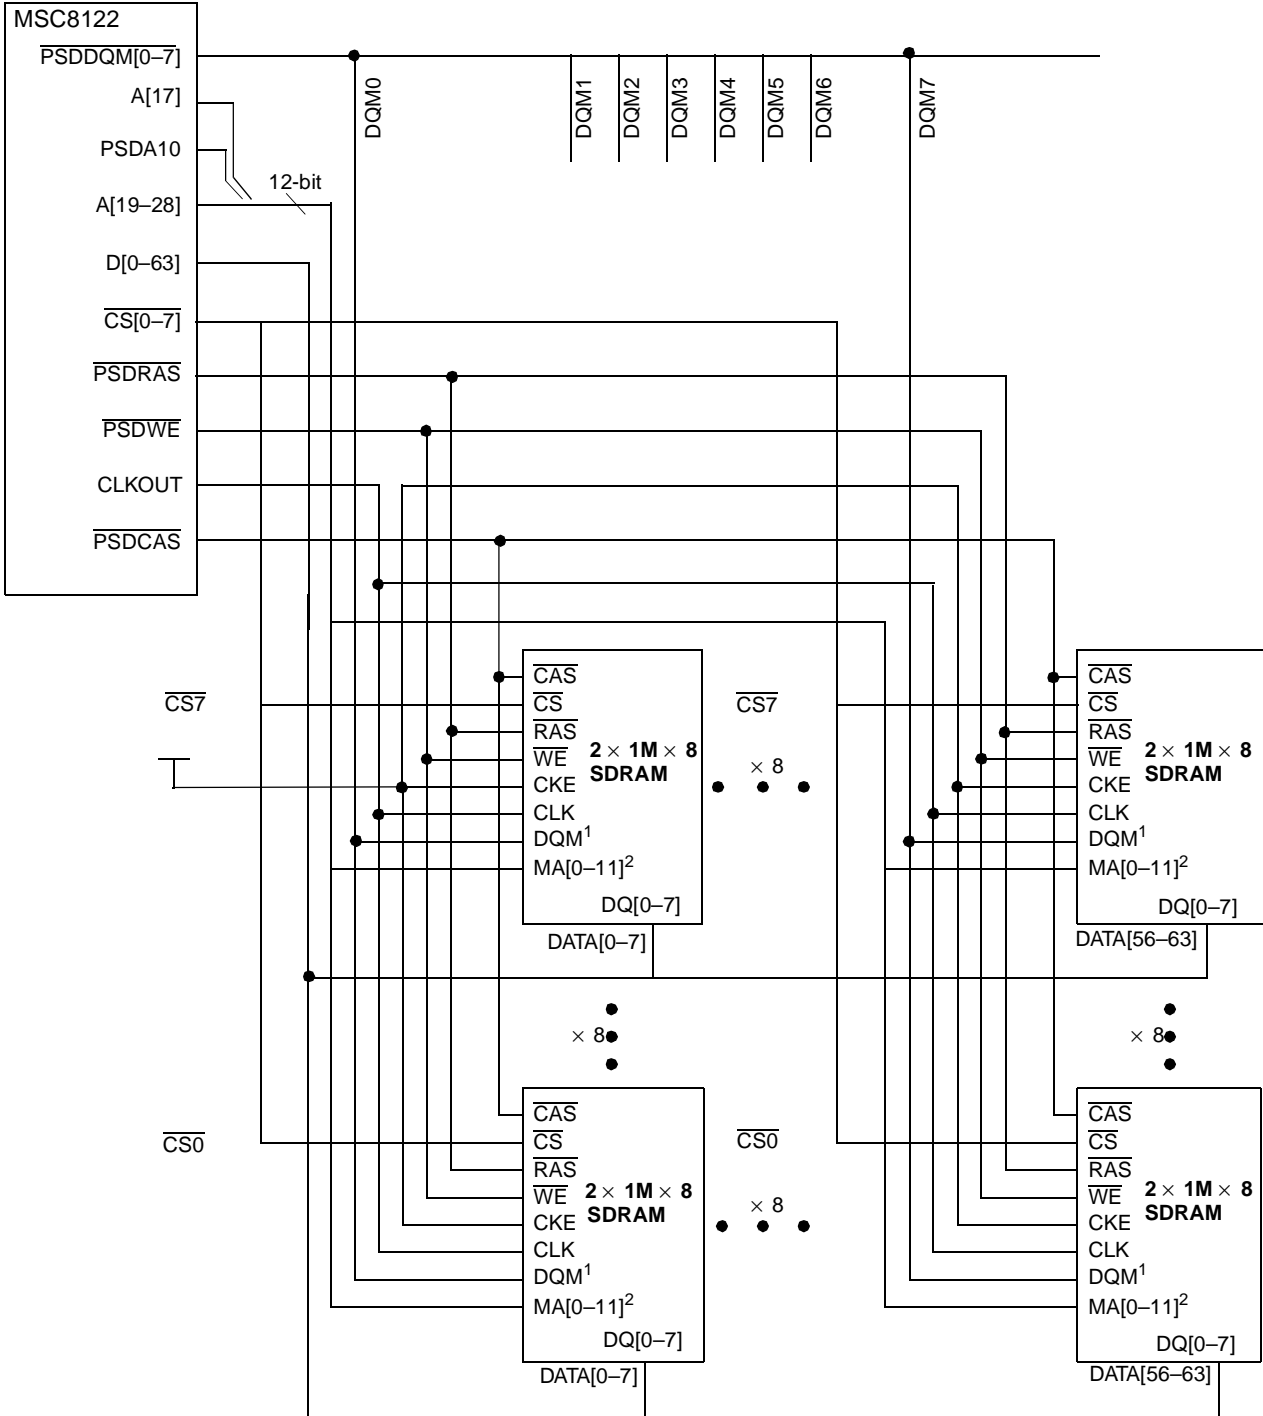 MSC8122
PSDDQM[0–7]
A[17]
PSDA10
A[19–28]
12-bit
D[0–63]
CS[0–7]
PSDRAS
PSDWE
CLKOUT
PSDCAS
DQM0
DQM1
DQM2
DQM3
DQM4
DQM5
DQM6
DQM7
CS7
CAS
CS
RAS
WE
CKE
CLK
DQM1
MA[0–11]2
2 × 1M × 8
SDRAM
DQ[0–7]
DATA[0–7]
CS7
× 8
CAS
CS
RAS
WE
CKE
CLK
DQM1
MA[0–11]2
2 × 1M × 8
SDRAM
DQ[0–7]
DATA[56–63]
× 8
× 8
CS0
CAS
CS
RAS
WE
CKE
CLK
DQM1
MA[0–11]2
2 × 1M × 8
SDRAM
DQ[0–7]
DATA[0–7]
CS0
× 8
CAS
CS
RAS
WE
CKE
CLK
DQM1
MA[0–11]2
2 × 1M × 8
SDRAM
DQ[0–7]
DATA[56–63]